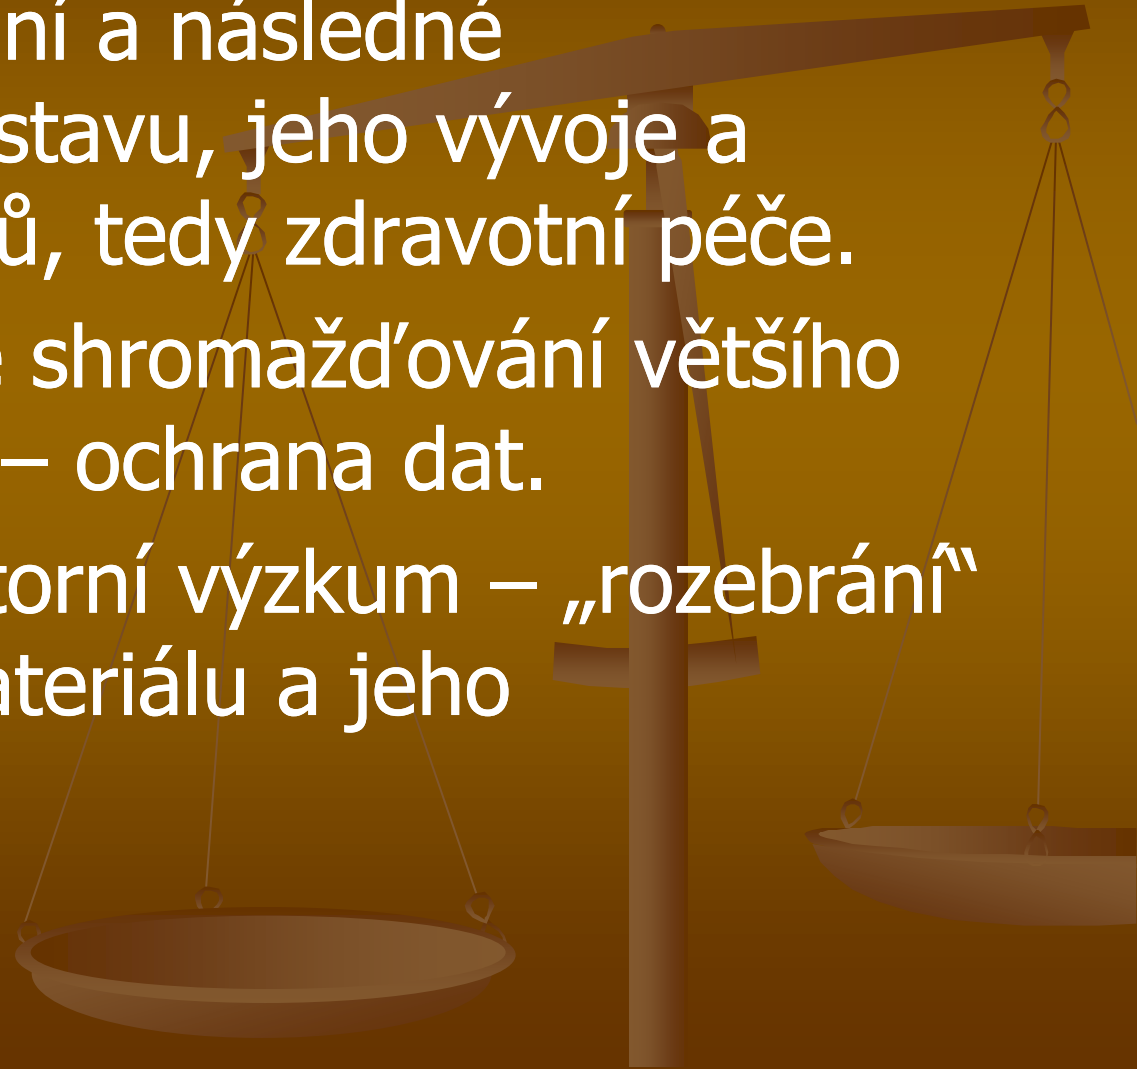 ní a následné
stavu, jeho vývoje a
ů, tedy zdravotní péče.
e shromažďování většího
– ochrana dat.
torní výzkum – „rozebrání“
ateriálu a jeho